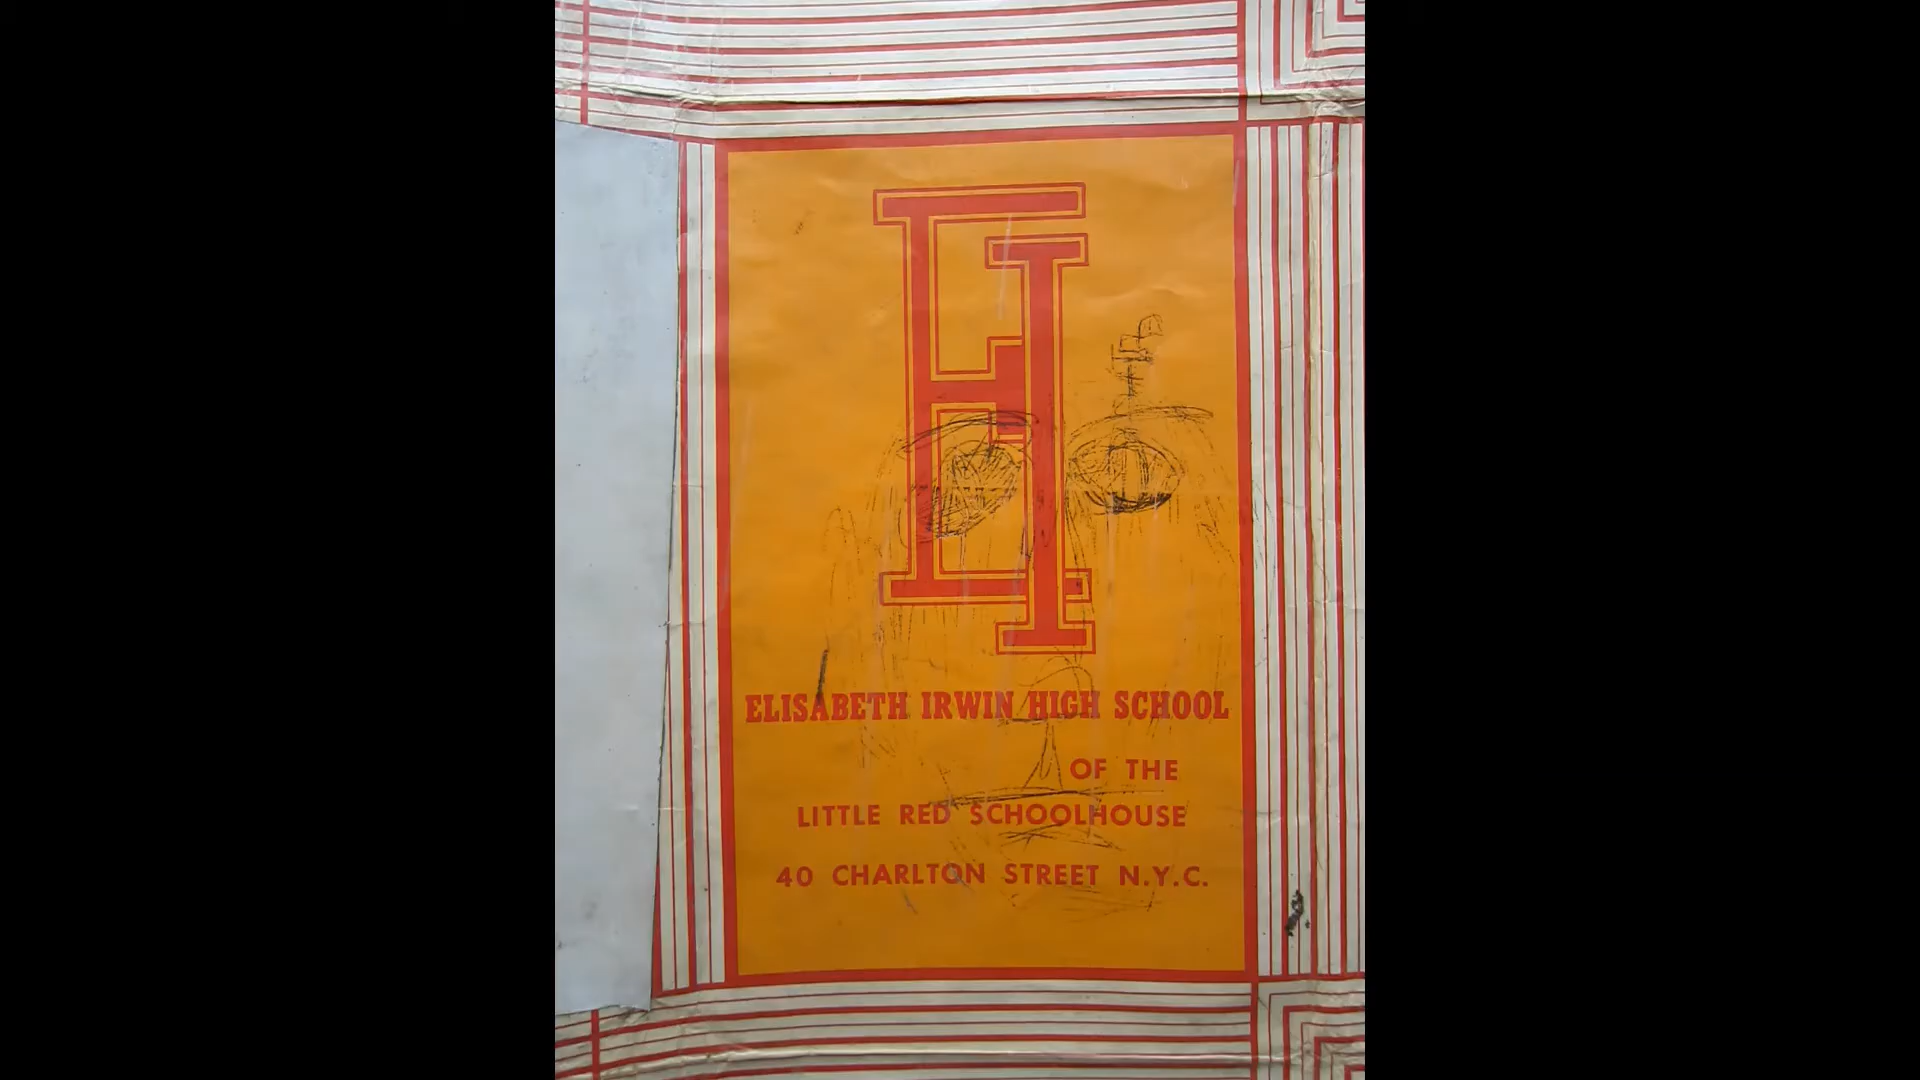 EI
ELISABETH IRWIN HIGH SCHOOL
OF THE
LITTLE RED SCHOOLHOUSE
40 CHARLTON STREET N.Y.C.